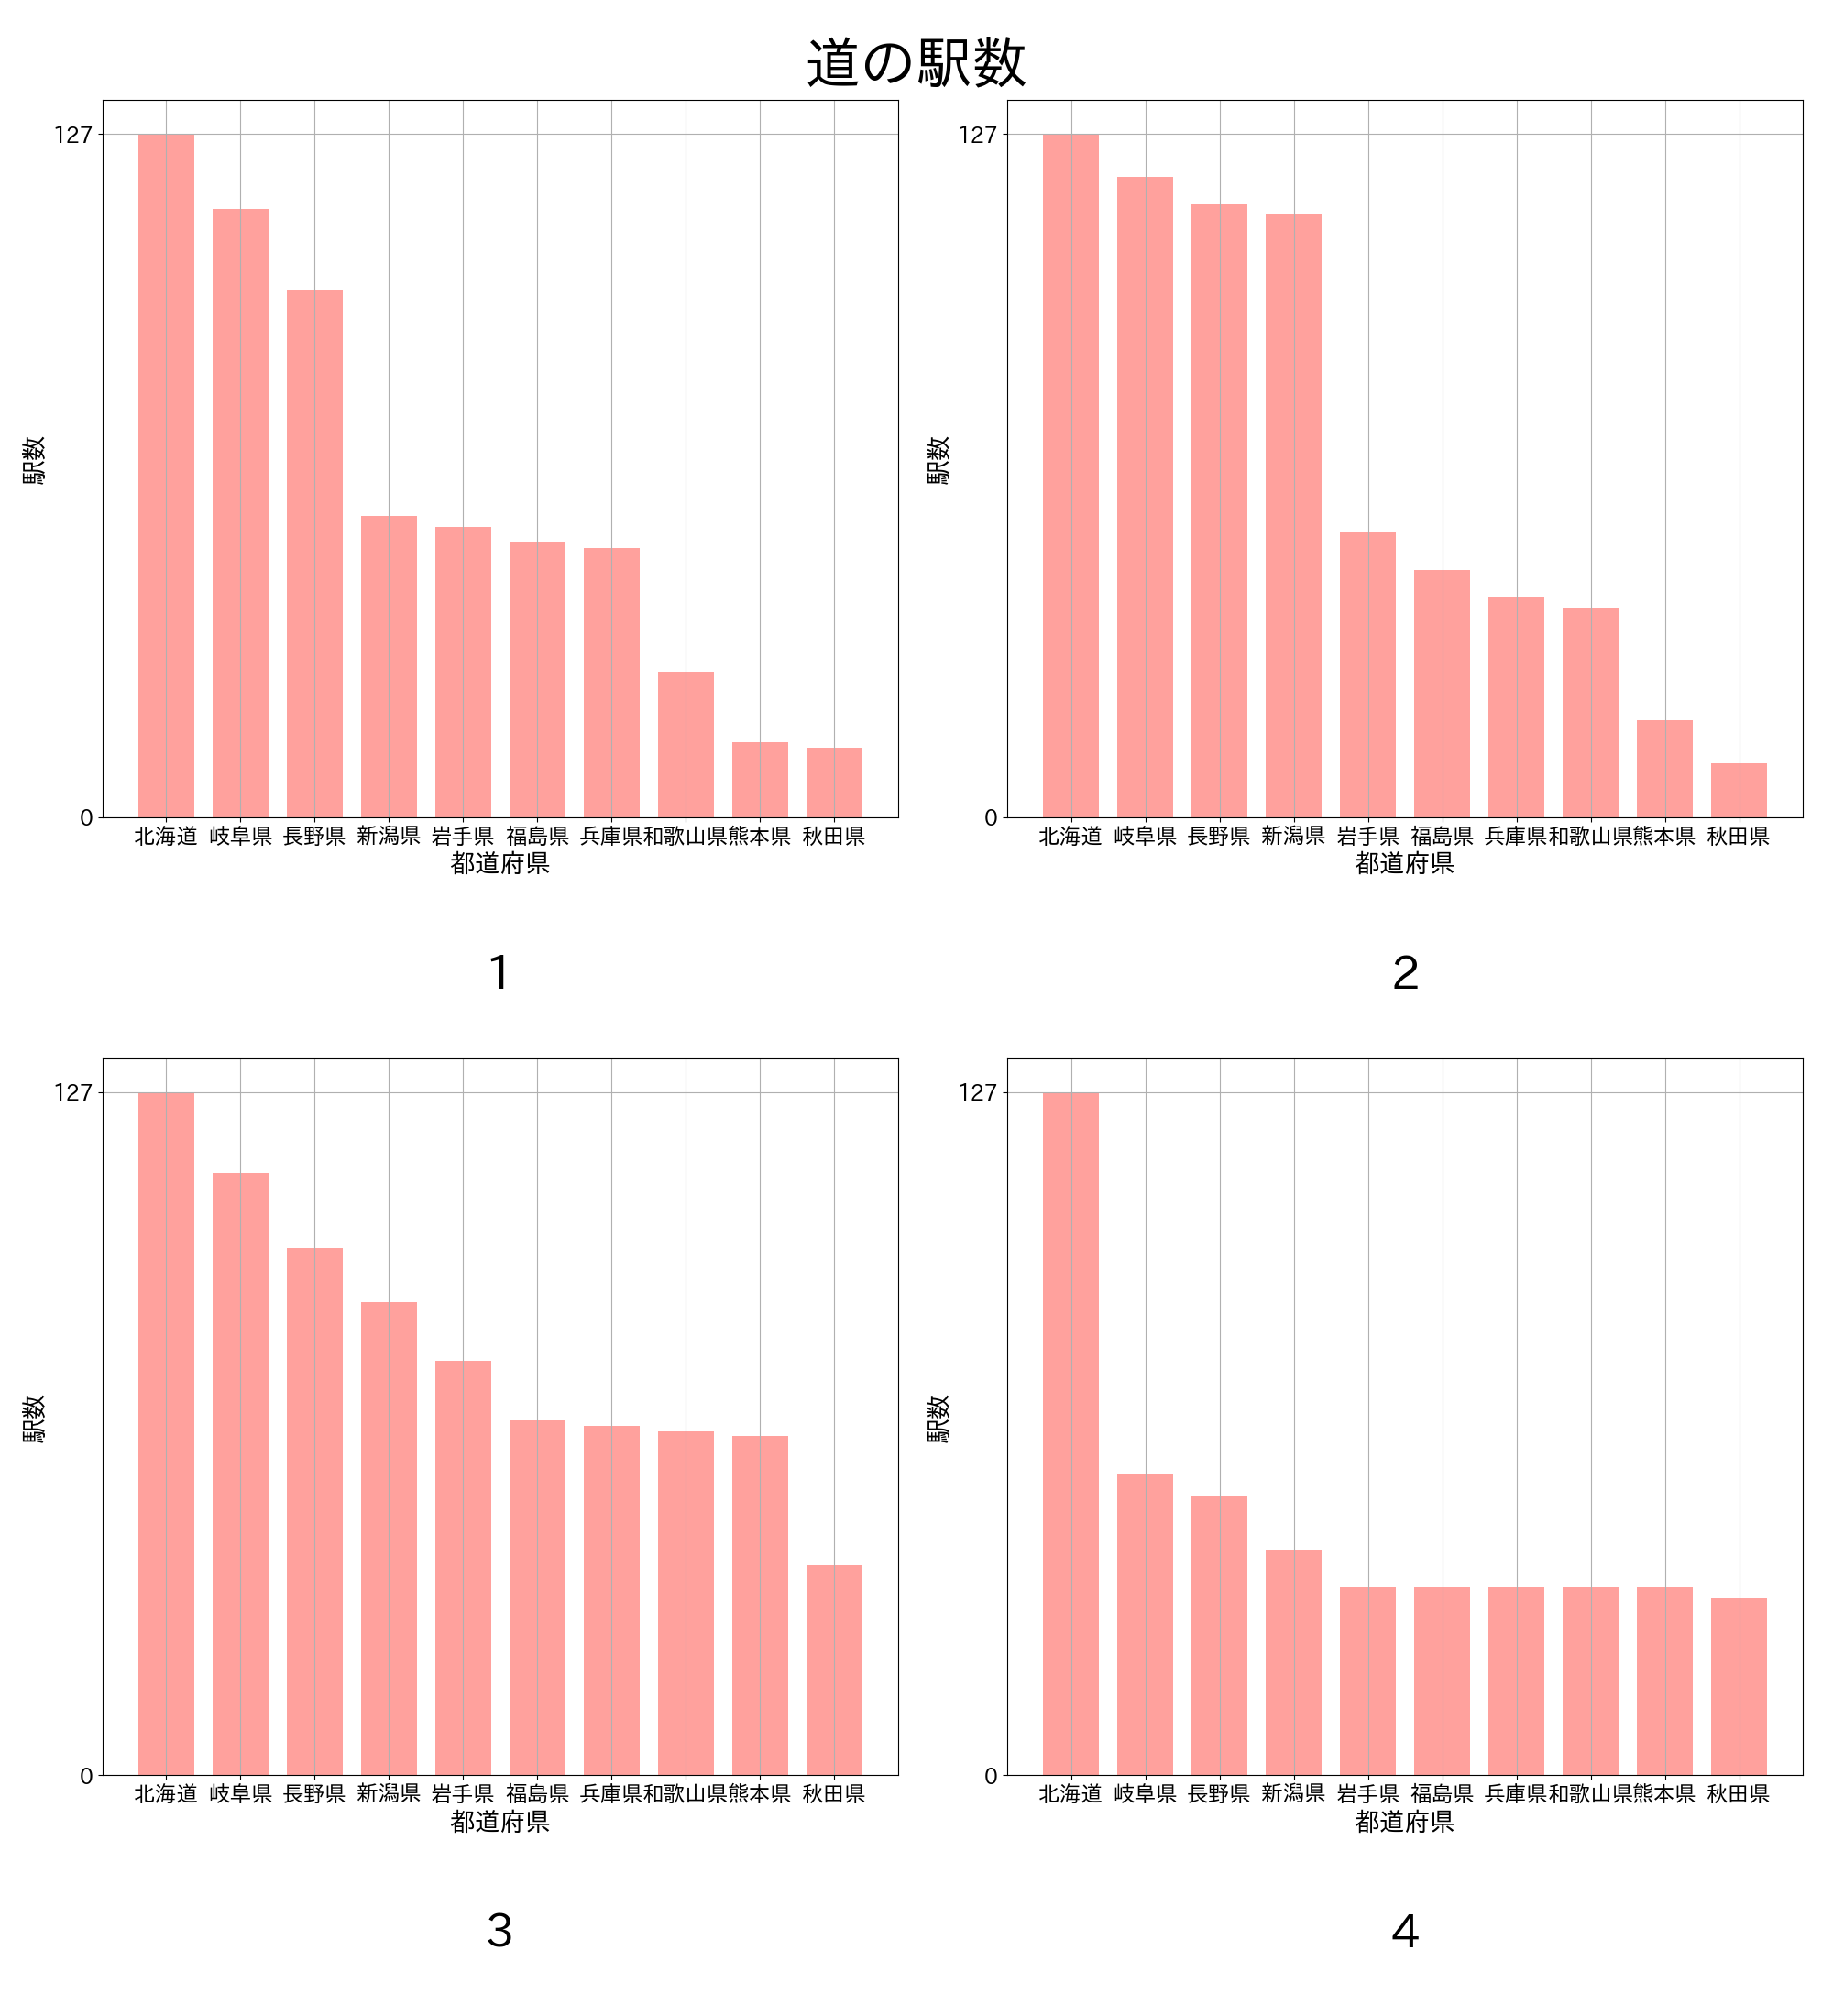 道の駅数
127
0
駅数
北海道 岐阜県 長野県 新潟県 岩手県 福島県 兵庫県 和歌山県 熊本県 秋田県
都道府県
1
127
0
駅数
北海道 岐阜県 長野県 新潟県 岩手県 福島県 兵庫県 和歌山県 熊本県 秋田県
都道府県
2
127
0
駅数
北海道 岐阜県 長野県 新潟県 岩手県 福島県 兵庫県 和歌山県 熊本県 秋田県
都道府県
3
127
0
駅数
北海道 岐阜県 長野県 新潟県 岩手県 福島県 兵庫県 和歌山県 熊本県 秋田県
都道府県
4